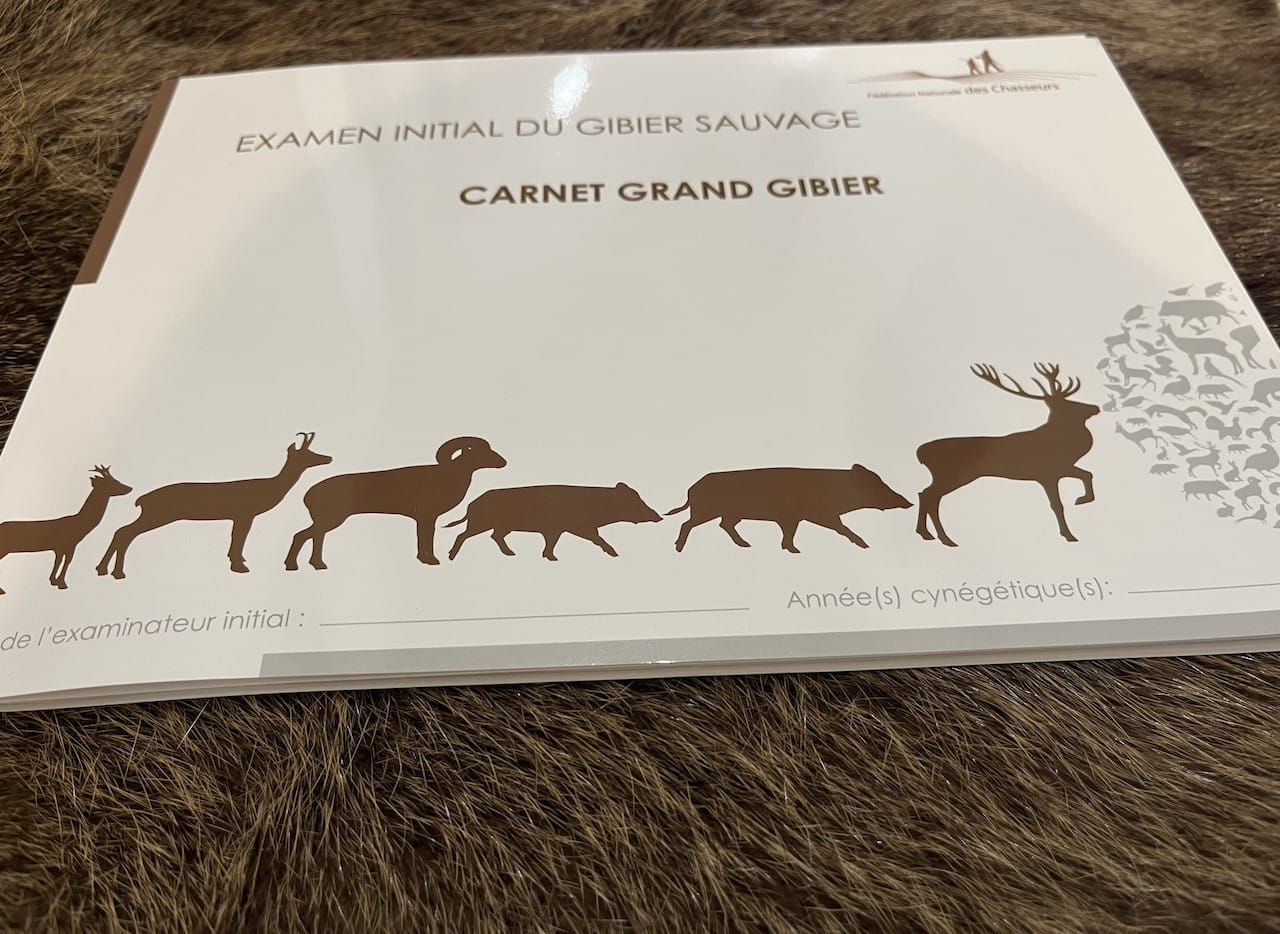 Fédération Nationale des Chasseurs
EXAMEN INITIAL DU GIBIER SAUVAGE
CARNET GRAND GIBIER
de l'examinateur initial :
Année(s) cynégétique(s):